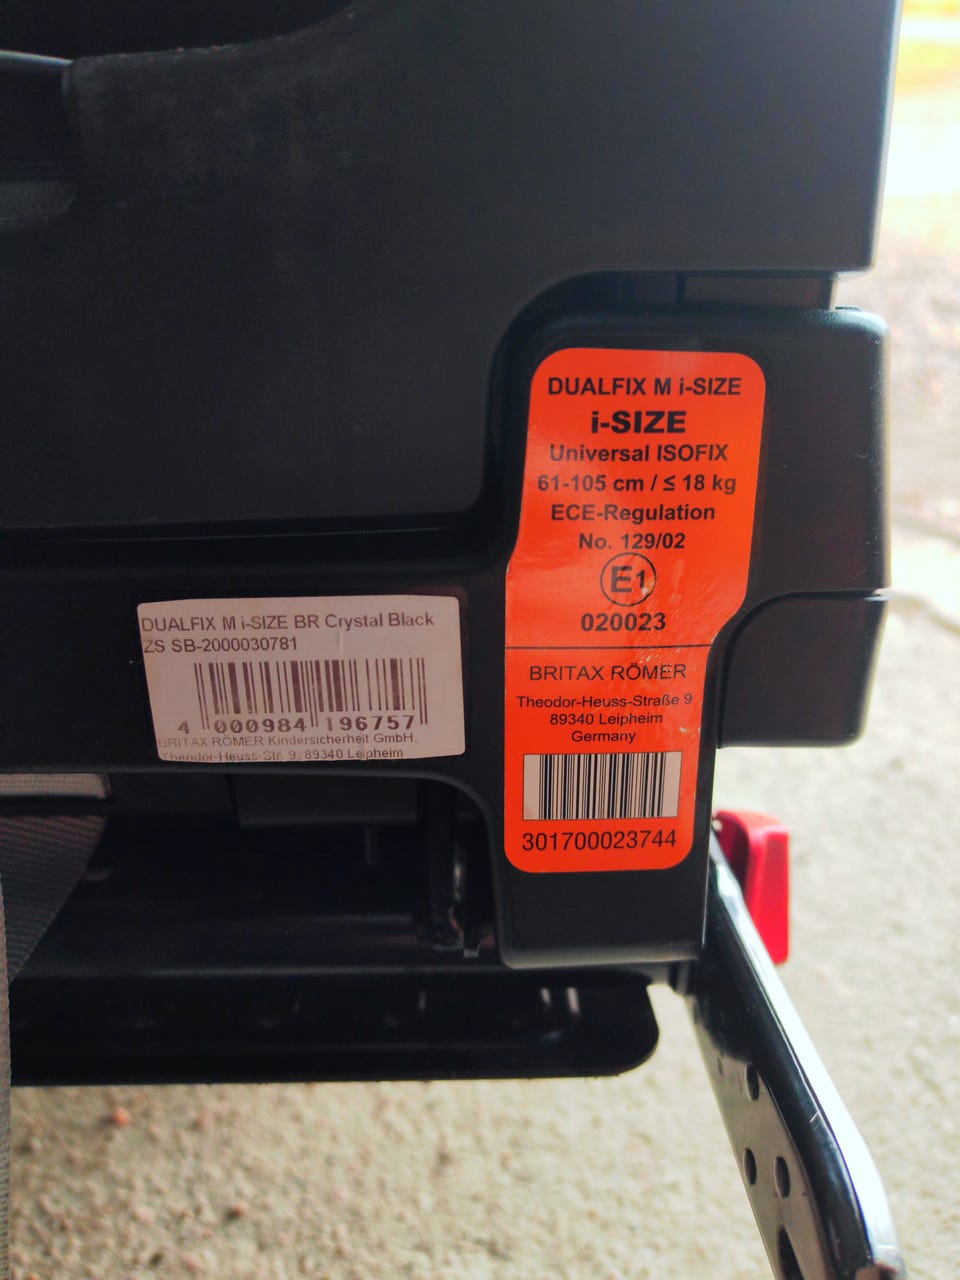 DUALFIX M i-SIZE
i-SIZE
Universal ISOFIX
61-105 cm / ≤ 18 kg
ECE-Regulation
No. 129/02
E1
020023
BRITAX RÖMER
Theodor-Heuss-Straße 9
89340 Leipheim
Germany
301700023744
DUALFIX M i-SIZE BR Crystal Black
ZS SB-2000030781
4 000984 196757
BRITAX RÖMER Kindersicherheit GmbH,
Theodor-Heuss-Str. 9, 89340 Leipheim